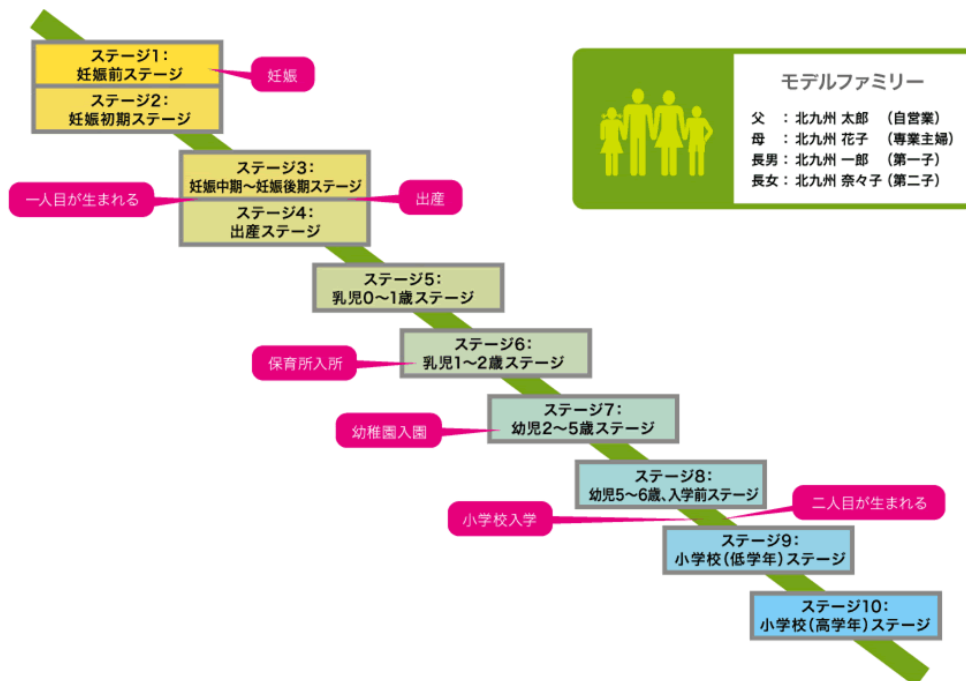 ステージ1：
妊娠前ステージ
妊娠
ステージ2：
妊娠初期ステージ
ステージ3：
妊娠中期～妊娠後期ステージ
一人目が生まれる
出産
ステージ4：
出産ステージ
ステージ5：
乳児0～1歳ステージ
ステージ6：
乳児1～2歳ステージ
保育所入所
ステージ7：
幼児2～5歳ステージ
幼稚園入園
ステージ8：
幼児5～6歳、入学前ステージ
小学校入学
二人目が生まれる
ステージ9：
小学校（低学年）ステージ
ステージ10：
小学校（高学年）ステージ
モデルファミリー
父 ：北九州 太郎 （自営業）
母 ：北九州 花子 （専業主婦）
長男：北九州 一郎 （第一子）
長女：北九州 奈々子（第二子）